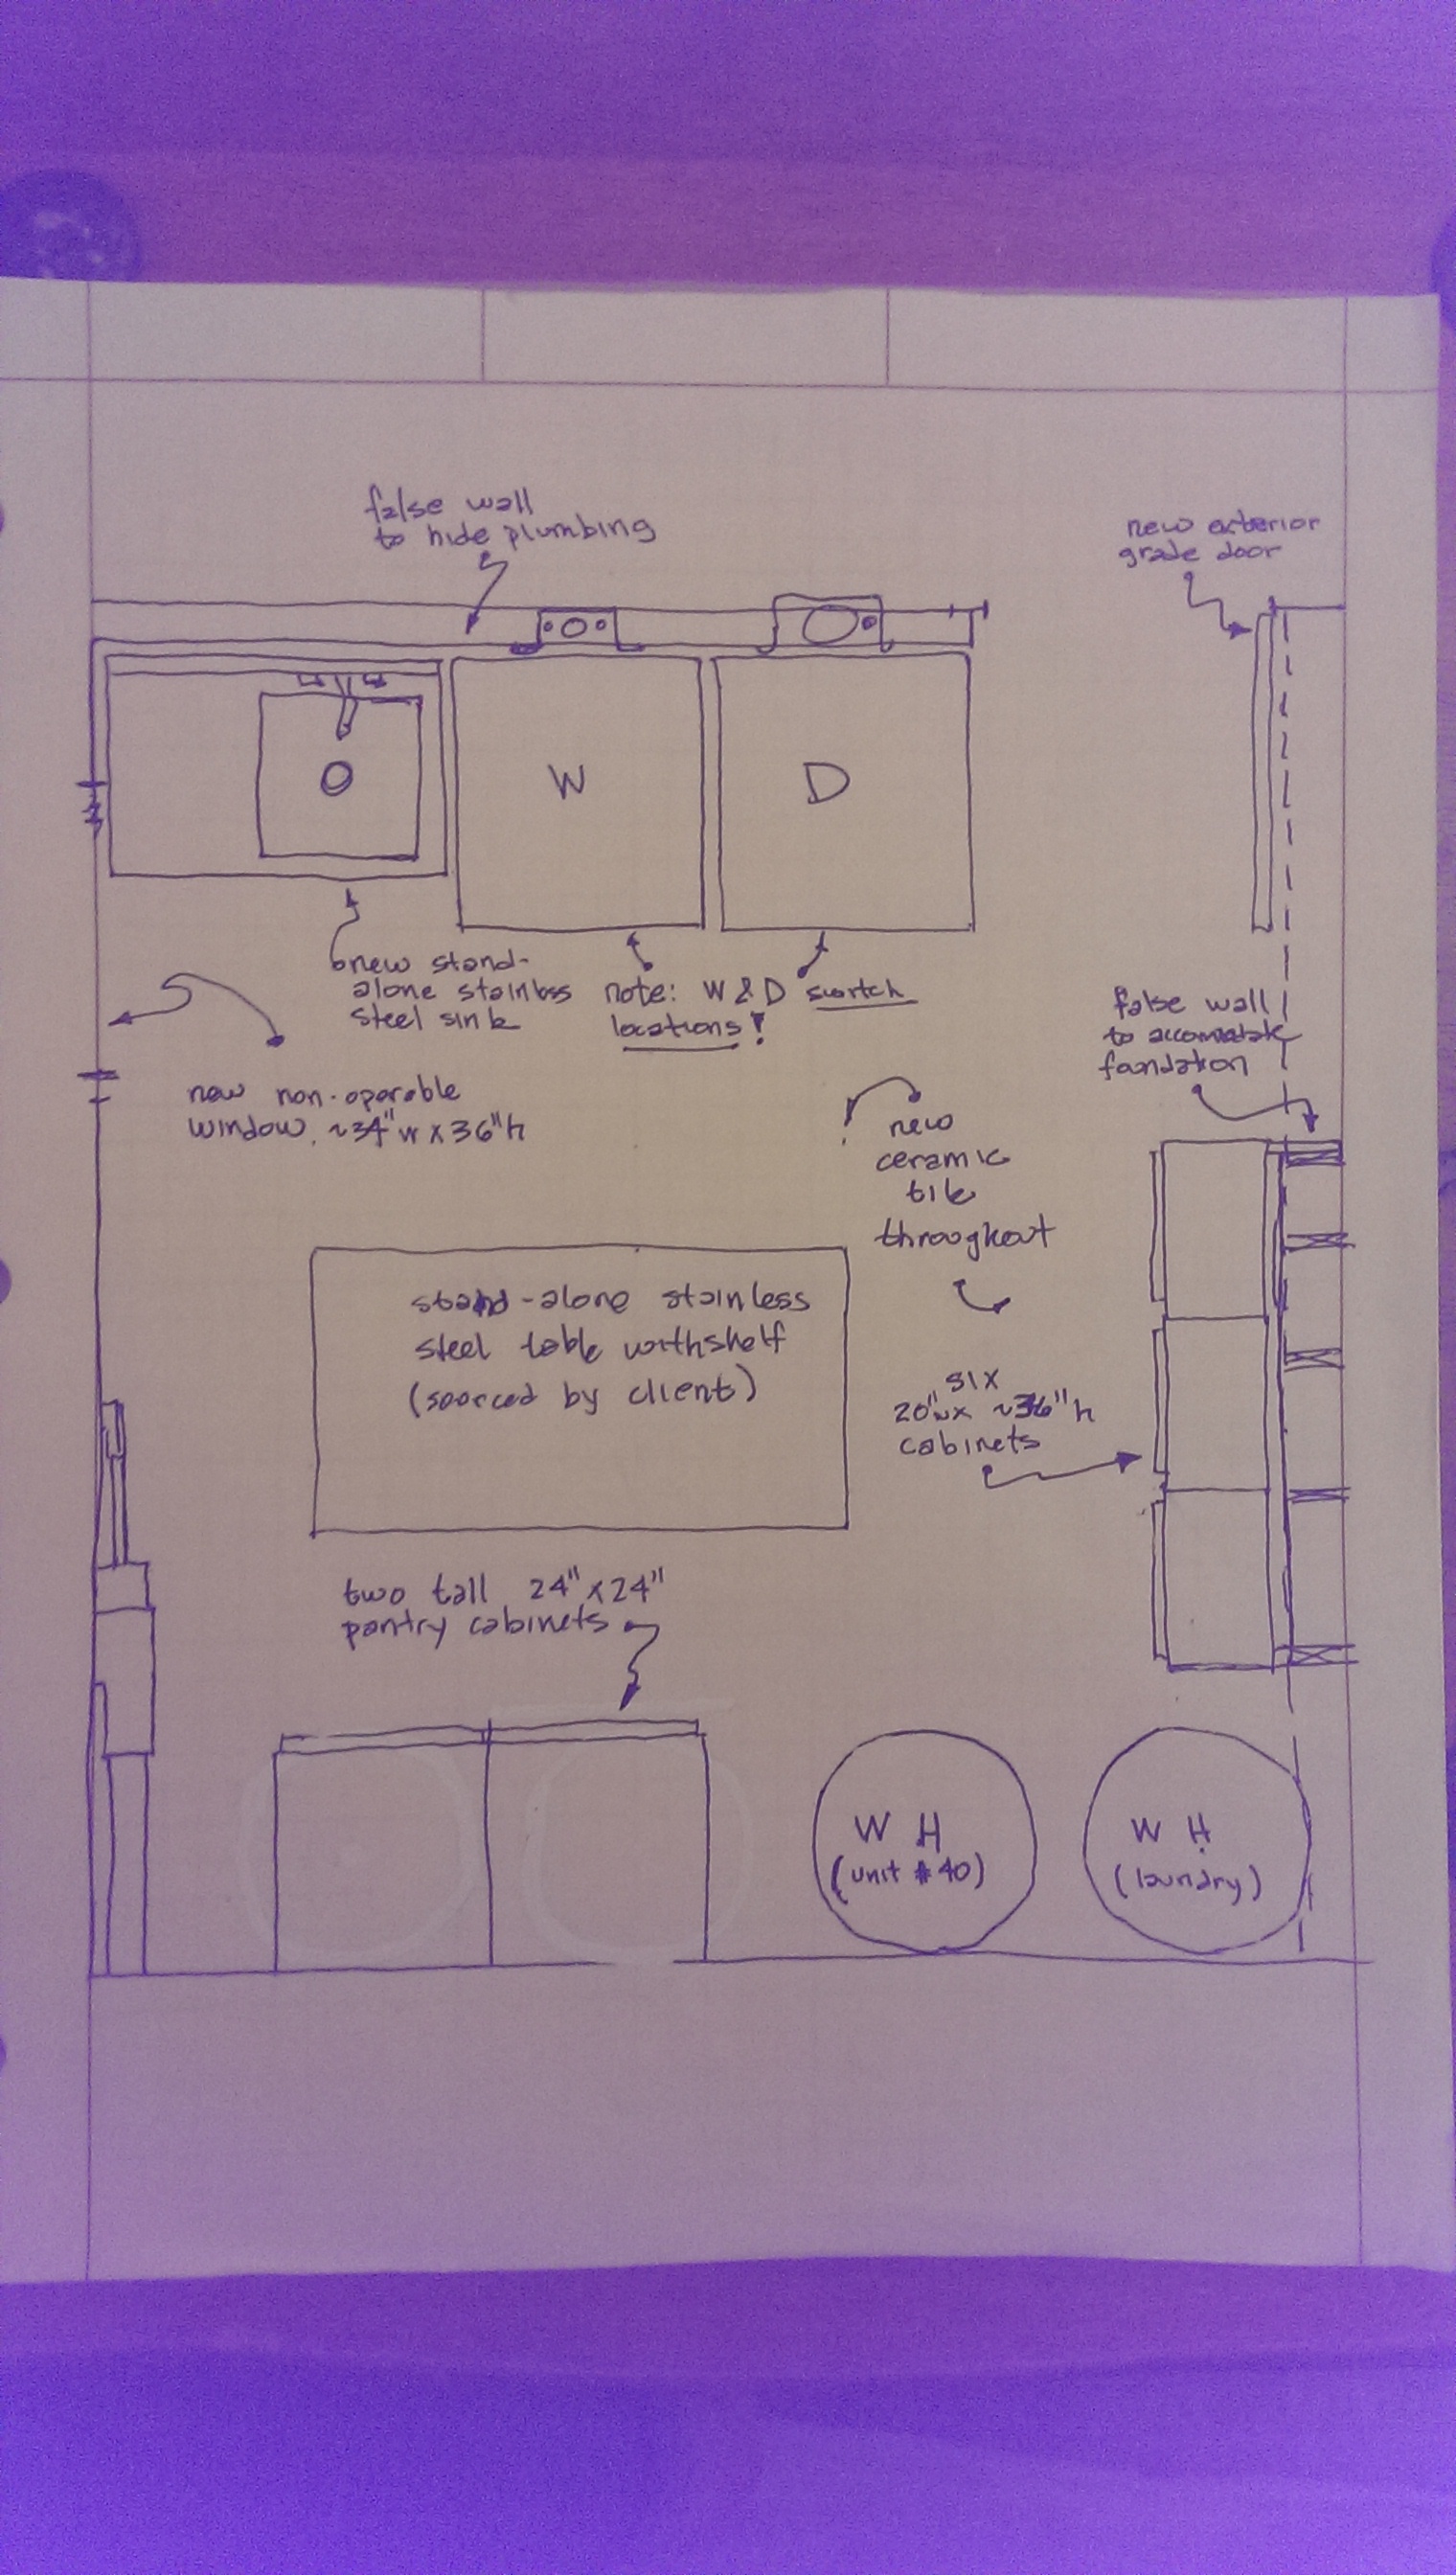 false wall
to hide plumbing
new exterior
grade door
W
D
new stand-
alone stainless
steel sink
note: W & D switch
locations!
false wall
to accomodate
foundation
new non-operable
window. ~34"w x 36"h
new
ceramic
tile
throughout
stand-alone stainless
steel table with shelf
(sourced by client)
six
20"w x ~36"h
cabinets
two tall 24" x 24"
pantry cabinets
W H
(unit #40)
W H
(laundry)